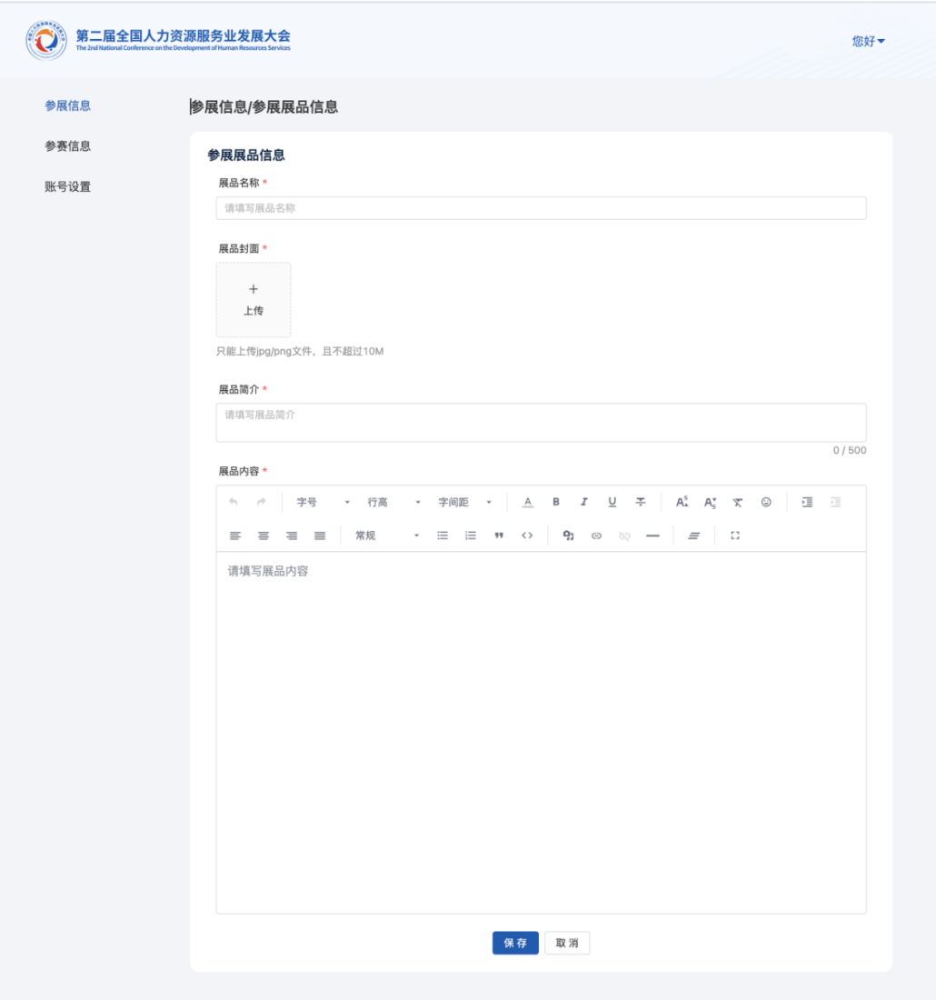 第二届全国人力资源服务业发展大会
The 2nd National Conference on the Development of Human Resources Services
您好
参展信息
参赛信息
账号设置
参展信息/参展展品信息
参展展品信息
展品名称 *
请填写展品名称
展品封面 *
+
上传
只能上传jpg/png文件，且不超过10M
展品简介 *
请填写展品简介
0 / 500
展品内容 *
字号 行高 字间距 A B I U
常规
请填写展品内容
保存 取消